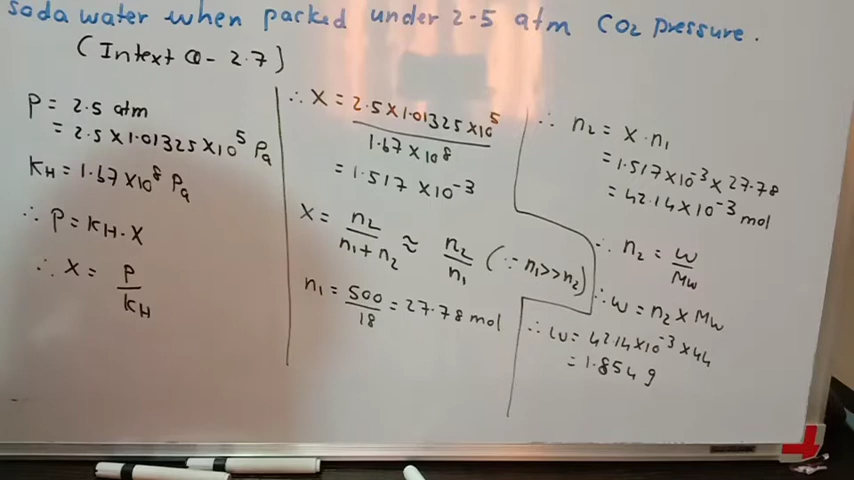 soda water when packed under 2.5 atm CO2 pressure.
(Intext Q- 2.7)
P = 2.5 atm
= 2.5 × 1.01325 × 10^5 Pa
KH = 1.67 × 10^8 Pa
∴ P = KH · X
∴ X = P / KH
∴ X = 2.5 × 1.01325 × 10^5 / 1.67 × 10^8
= 1.517 × 10^-3
X = n2 / n1 + n2 ≈ n2 / n1 (∵ n1 >> n2)
n1 = 500 / 18 = 27.78 mol
∴ n2 = X · n1
= 1.517 × 10^-3 × 27.78
= 42.14 × 10^-3 mol
∴ n2 = w / Mw
∴ w = n2 × Mw
∴ w = 42.14 × 10^-3 × 44
= 1.854 g